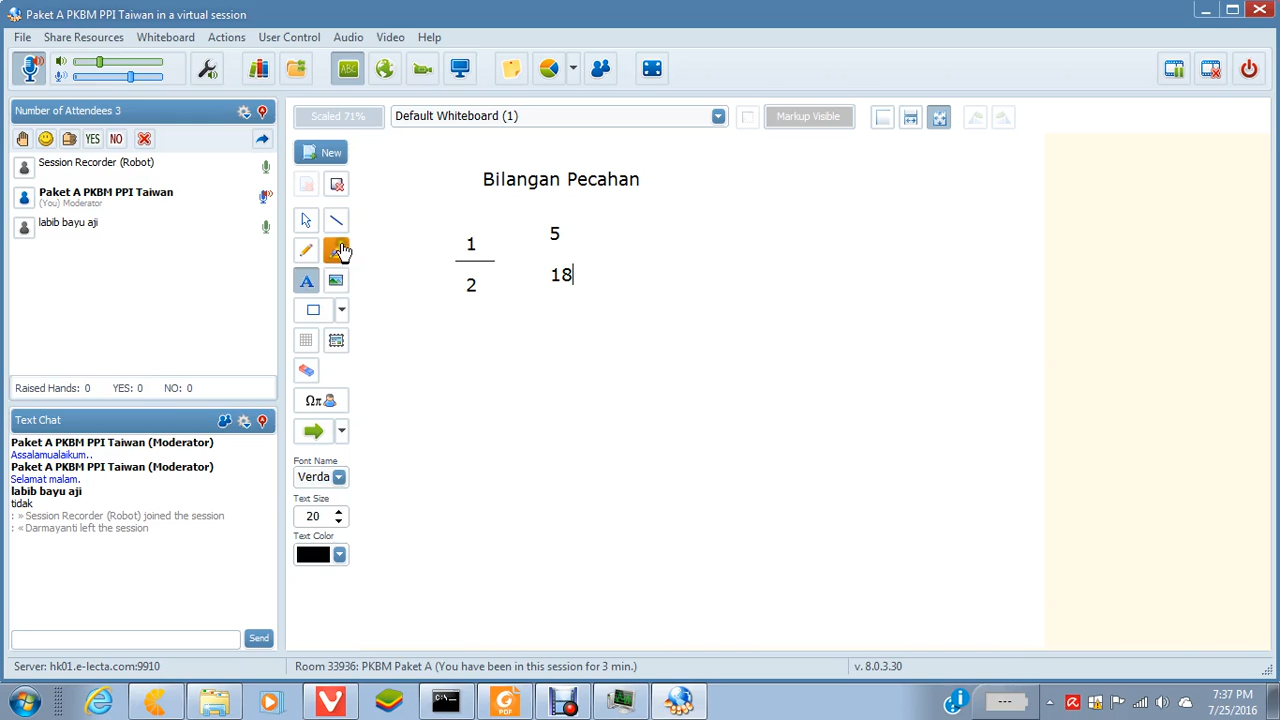 Paket A PKBM PPI Taiwan in a virtual session
File Share Resources Whiteboard Actions User Control Audio Video Help
ABC
Number of Attendees 3
YES NO
Session Recorder (Robot)
Paket A PKBM PPI Taiwan
(You) Moderator
labib bayu aji
Raised Hands: 0 YES: 0 NO: 0
Text Chat
Paket A PKBM PPI Taiwan (Moderator)
Assalamualaikum..
Paket A PKBM PPI Taiwan (Moderator)
Selamat malam.
labib bayu aji
tidak
: » Session Recorder (Robot) joined the session
: « Darmayanti left the session
Send
Scaled 71% Default Whiteboard (1) Markup Visible
New
A
Ωπ
Font Name
Verda
Text Size
20
Text Color
Bilangan Pecahan
1 5
2 18
Server: hk01.e-lecta.com:9910 Room 33936: PKBM Paket A (You have been in this session for 3 min.) v. 8.0.3.30
PDF
---
7:37 PM
7/25/2016